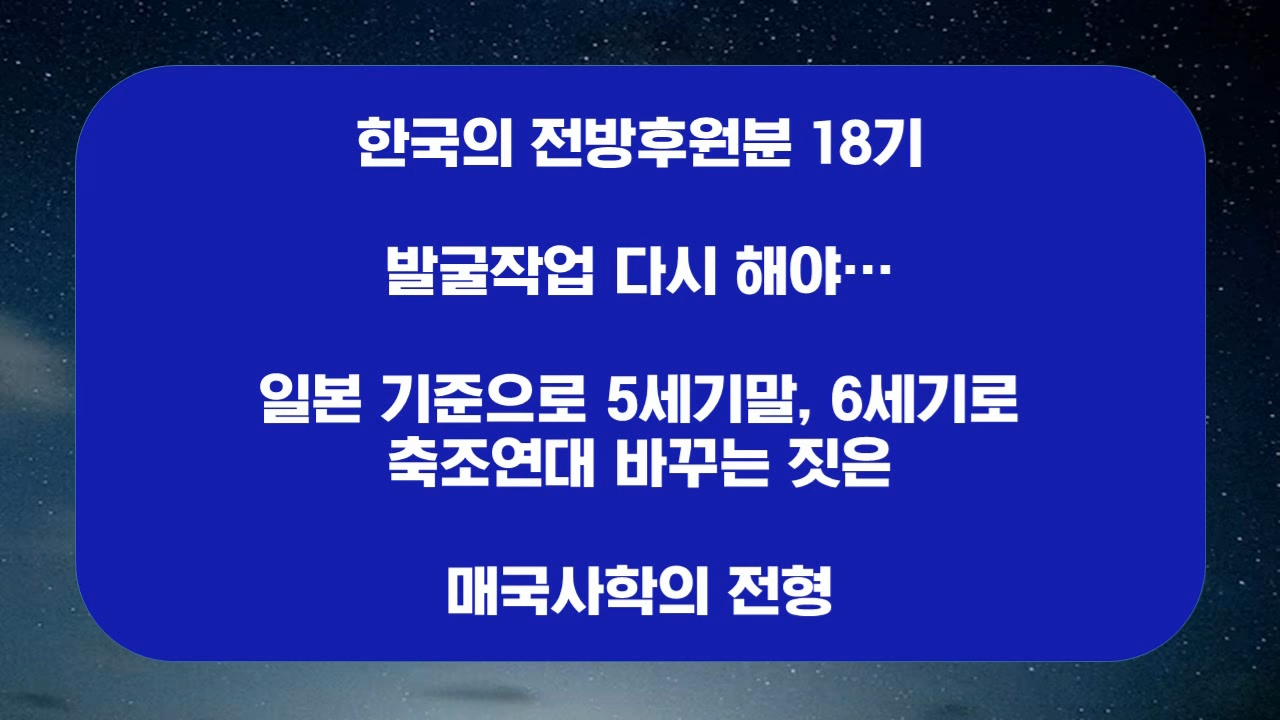 한국의 전방후원분 18기
발굴작업 다시 해야…
일본 기준으로 5세기말, 6세기로
축조연대 바꾸는 짓은
매국사학의 전형